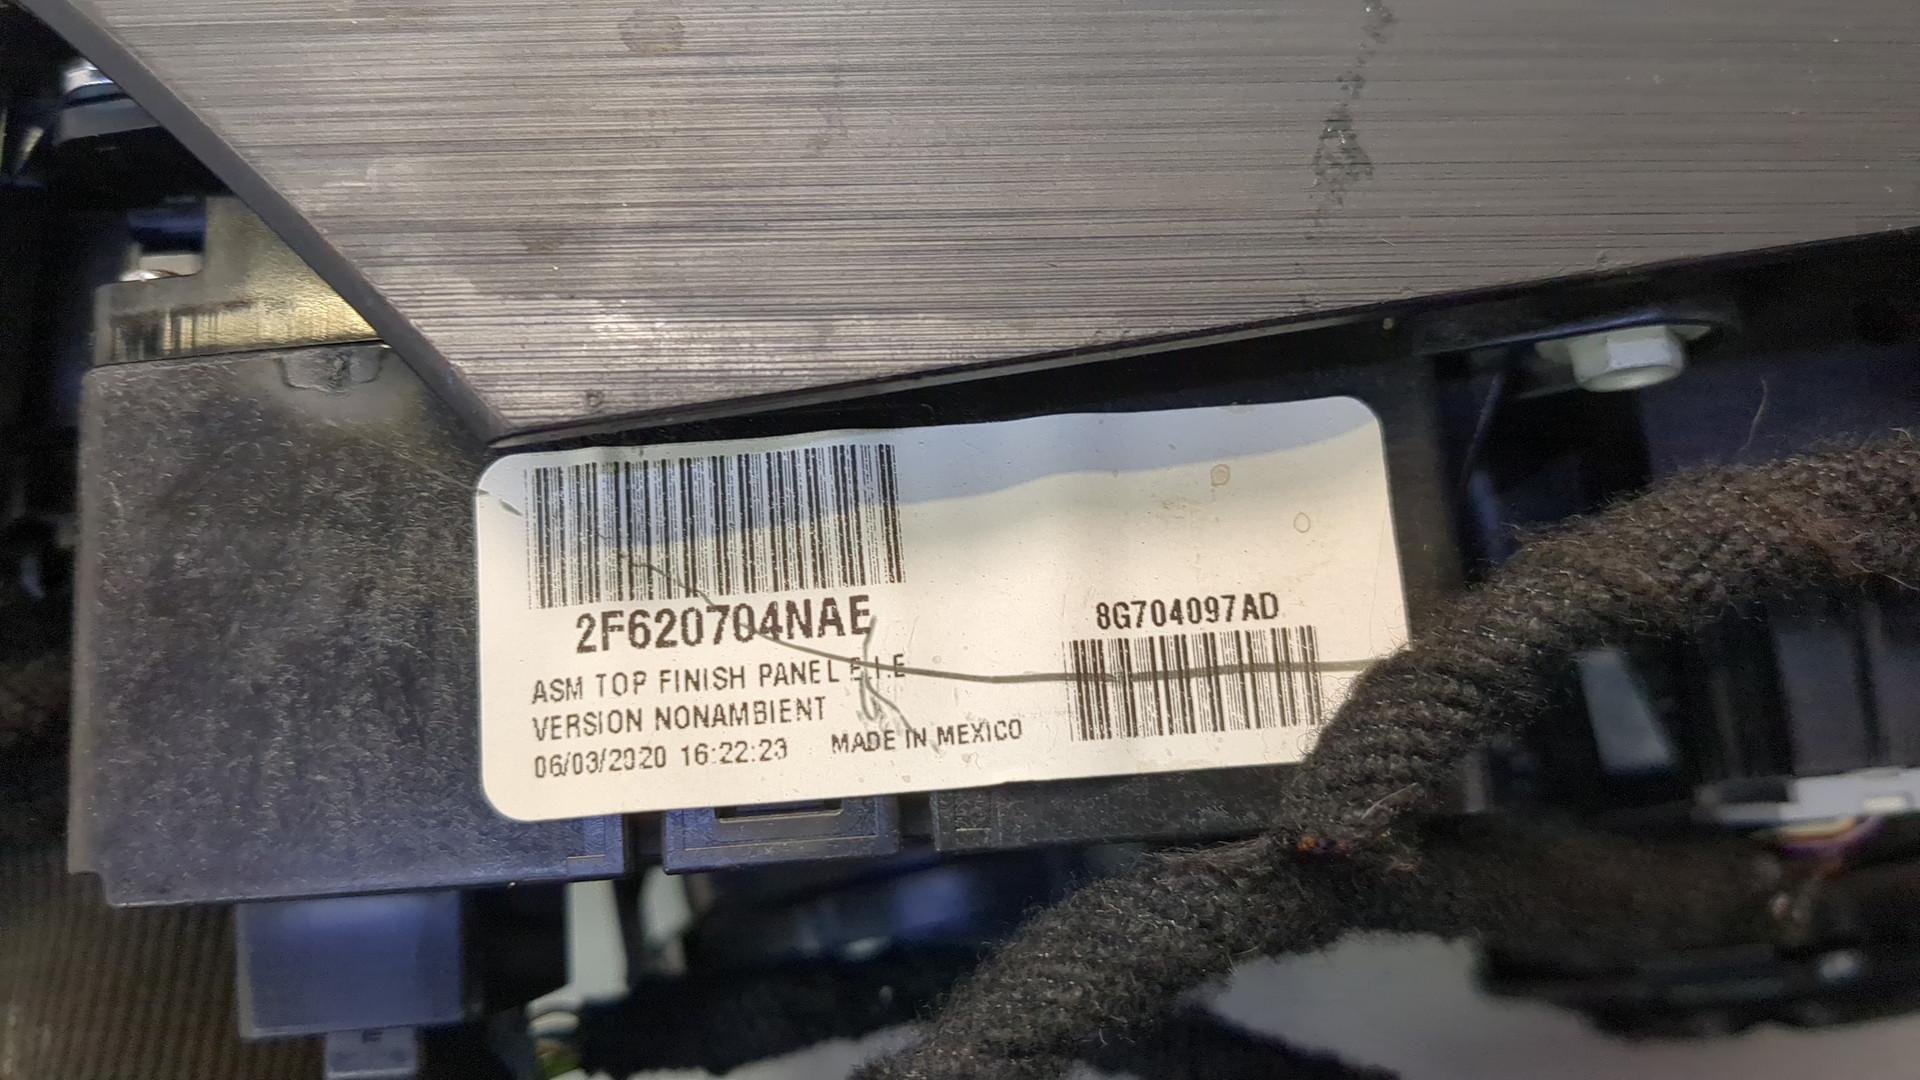 2F620704NAE
8G704097AD
ASM TOP FINISH PANEL E.I.E
VERSION NONAMBIENT
06/03/2020 16:22:23 MADE IN MEXICO